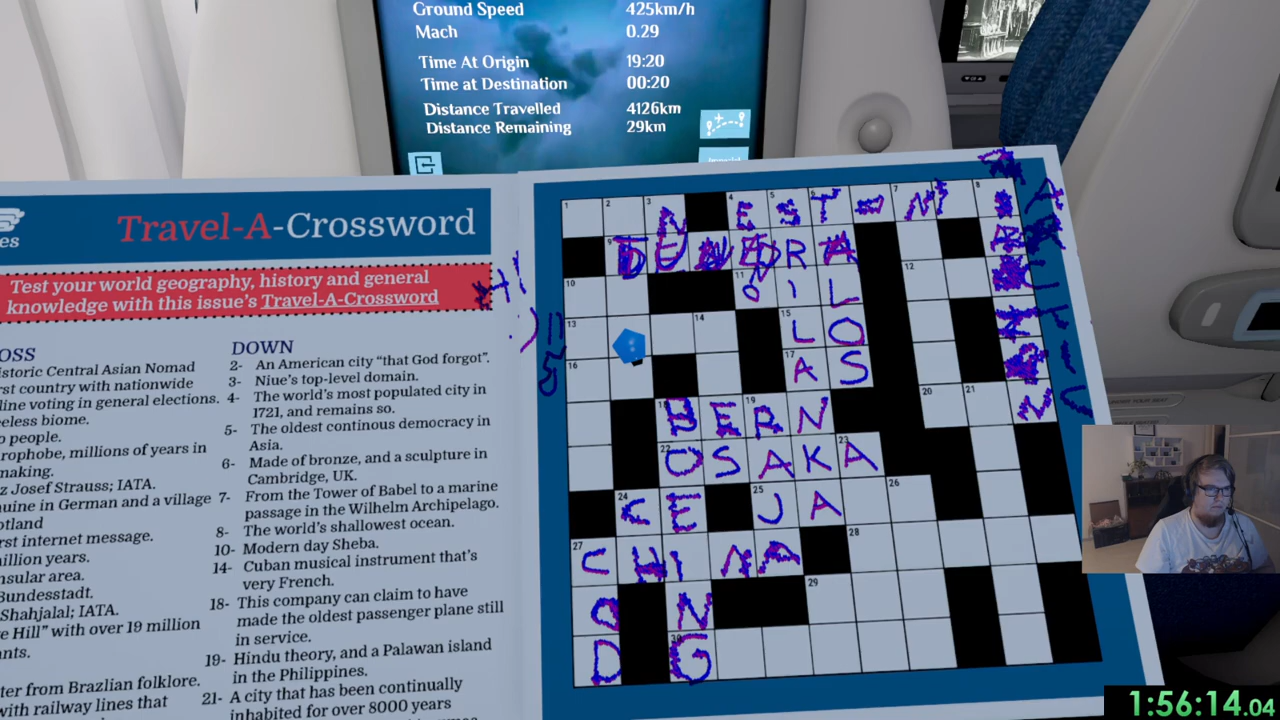 Ground Speed 425km/h
Mach 0.29
Time At Origin 19:20
Time at Destination 00:20
Distance Travelled 4126km
Distance Remaining 29km
Travel-A-Crossword
Test your world geography, history and general
knowledge with this issue's Travel-A-Crossword
OSS
istoric Central Asian Nomad
rst country with nationwide
line voting in general elections.
eeless biome.
o people.
rophobe, millions of years in
making.
z Josef Strauss; IATA.
nuine in German and a village
otland
rst internet message.
illion years.
nsular area.
Bundesstadt.
Shahjalal; IATA.
e Hill" with over 19 million
nts.
ter from Brazlian folklore.
with railway lines that
DOWN
2- An American city "that God forgot".
3- Niue's top-level domain.
4- The world's most populated city in
1721, and remains so.
5- The oldest continous democracy in
Asia.
6- Made of bronze, and a sculpture in
Cambridge, UK.
7- From the Tower of Babel to a marine
passage in the Wilhelm Archipelago.
8- The world's shallowest ocean.
10- Modern day Sheba.
14- Cuban musical instrument that's
very French.
18- This company can claim to have
made the oldest passenger plane still
in service.
19- Hindu theory, and a Palawan island
in the Philippines.
21- A city that has been continually
inhabited for over 8000 years
BERN
OSAKA
CE JA
CHINA
O N
D G
1:56:14.04